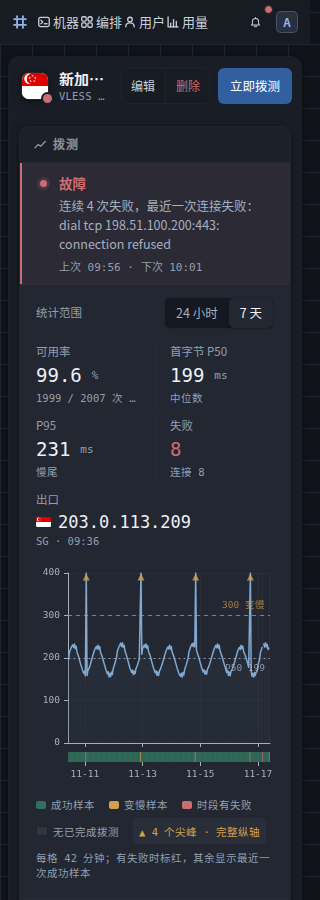 机器 编排 用户 用量 A
新加…
VLESS …
编辑 删除 立即拨测
拨测
故障
连续 4 次失败，最近一次连接失败：
dial tcp 198.51.100.200:443:
connection refused
上次 09:56 · 下次 10:01
统计范围 24 小时 7 天
可用率 首字节 P50
99.6 % 199 ms
1999 / 2007 次 … 中位数
P95 失败
231 ms 8
慢尾 连接 8
出口
203.0.113.209
SG · 09:36
400
300 变慢
300
200
P50 199
100
0
11-11 11-13 11-15 11-17
成功样本 变慢样本 时段有失败
无已完成拨测 ▲ 4 个尖峰 · 完整纵轴
每格 42 分钟；有失败时标红，其余显示最近一
次成功样本